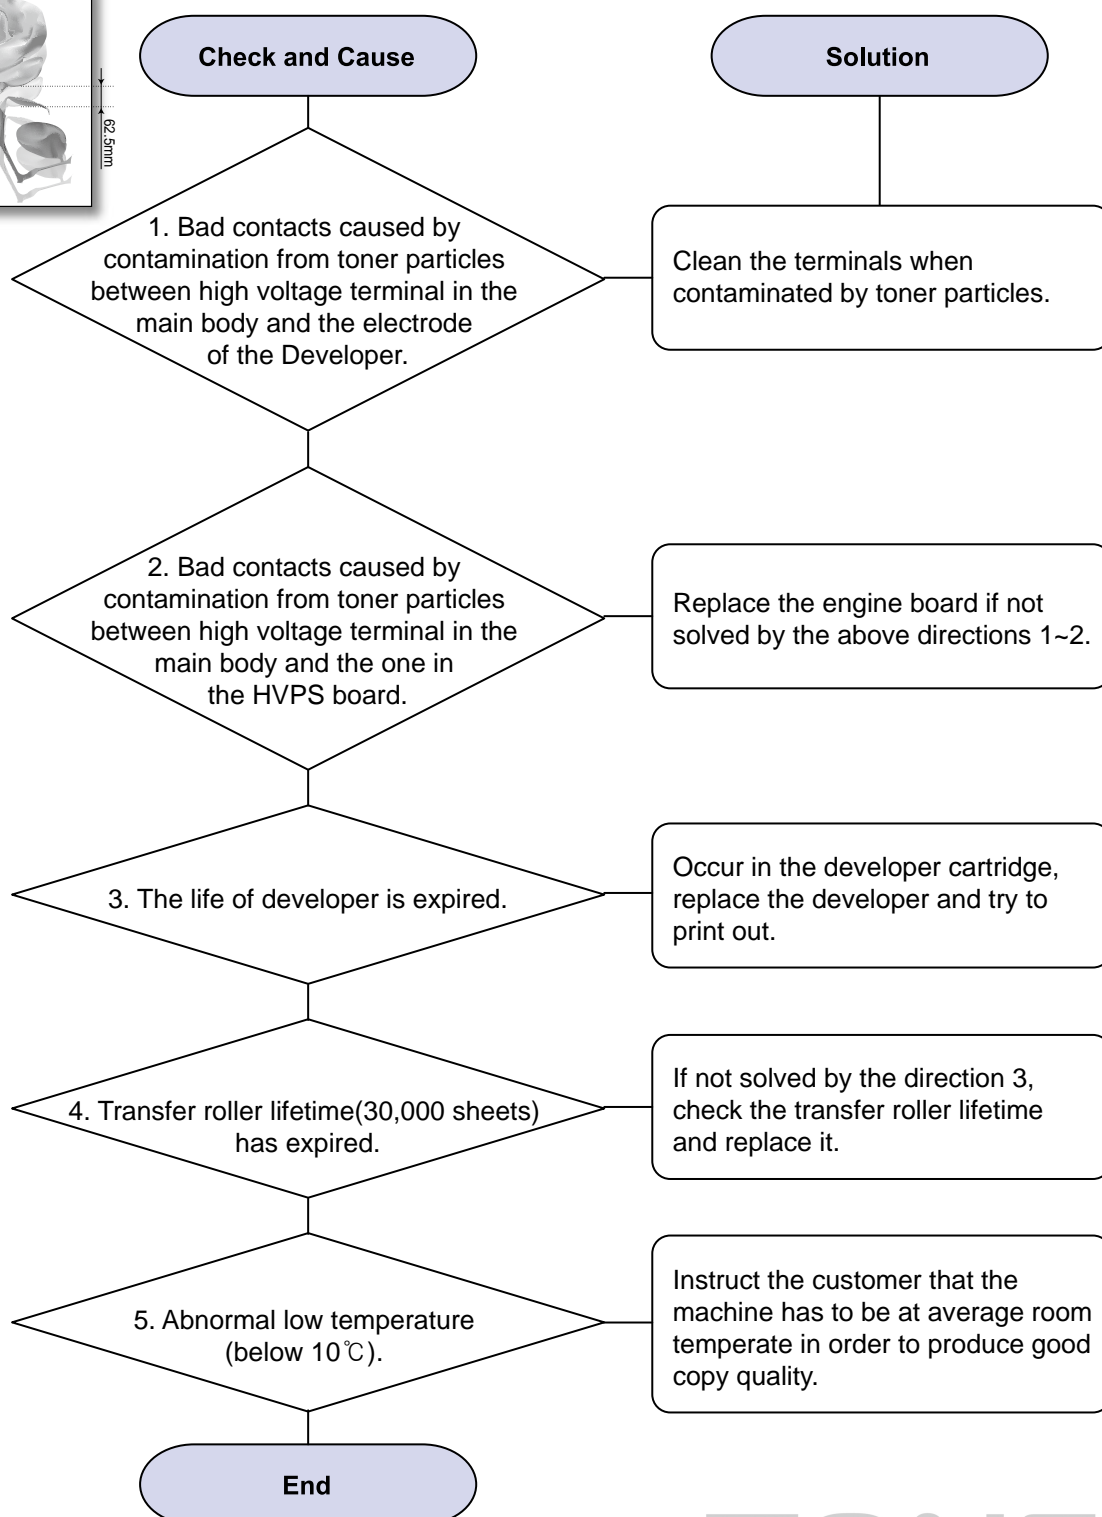 62.5mm
Check and Cause
Solution
1. Bad contacts caused by
contamination from toner particles
between high voltage terminal in the
main body and the electrode
of the Developer.
Clean the terminals when
contaminated by toner particles.
2. Bad contacts caused by
contamination from toner particles
between high voltage terminal in the
main body and the one in
the HVPS board.
Replace the engine board if not
solved by the above directions 1~2.
3. The life of developer is expired.
Occur in the developer cartridge,
replace the developer and try to
print out.
4. Transfer roller lifetime(30,000 sheets)
has expired.
If not solved by the direction 3,
check the transfer roller lifetime
and replace it.
5. Abnormal low temperature
(below 10℃).
Instruct the customer that the
machine has to be at average room
temperate in order to produce good
copy quality.
End